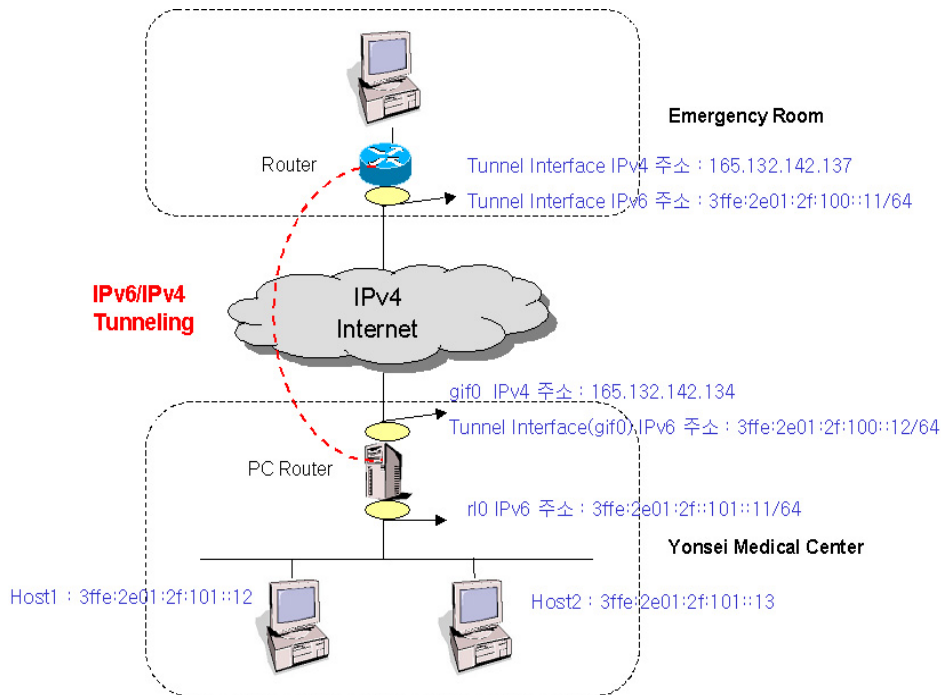 Emergency Room
Router
Tunnel Interface IPv4 주소 : 165.132.142.137
Tunnel Interface IPv6 주소 : 3ffe:2e01:2f:100::11/64
IPv6/IPv4
Tunneling
IPv4
Internet
gif0 IPv4 주소 : 165.132.142.134
Tunnel Interface(gif0) IPv6 주소 : 3ffe:2e01:2f:100::12/64
PC Router
rl0 IPv6 주소 : 3ffe:2e01:2f::101::11/64
Yonsei Medical Center
Host1 : 3ffe:2e01:2f:101::12
Host2 : 3ffe:2e01:2f:101::13